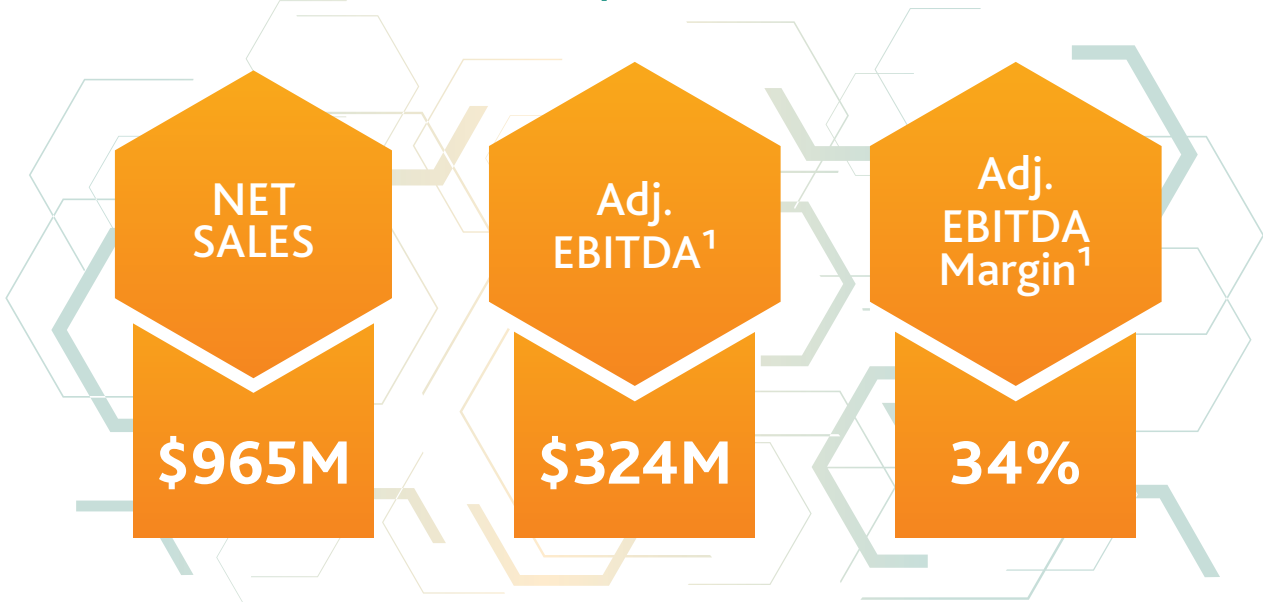 NET
SALES
$965M
Adj.
EBITDA¹
$324M
Adj.
EBITDA
Margin¹
34%